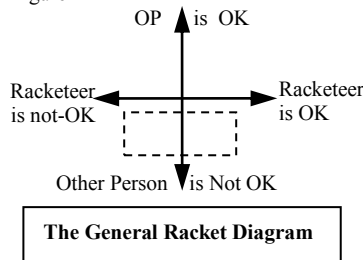 OP is OK
Racketeer Racketeer
is not-OK is OK
Other Person is Not OK
The General Racket Diagram